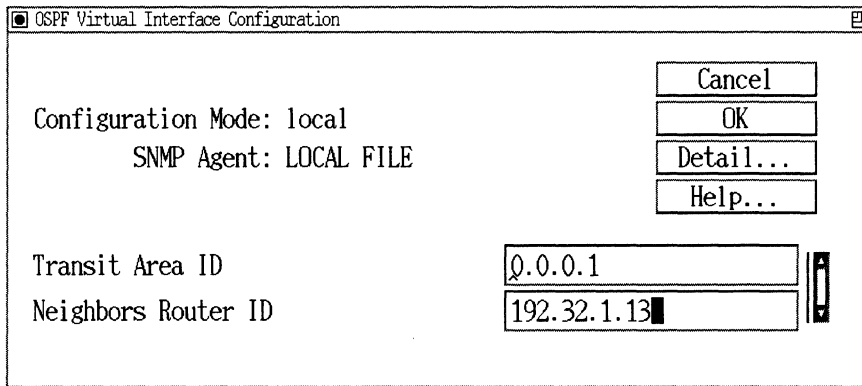 OSPF Virtual Interface Configuration
Cancel
Configuration Mode: local
OK
SNMP Agent: LOCAL FILE
Detail...
Help...
Transit Area ID
0.0.0.1
Neighbors Router ID
192.32.1.13